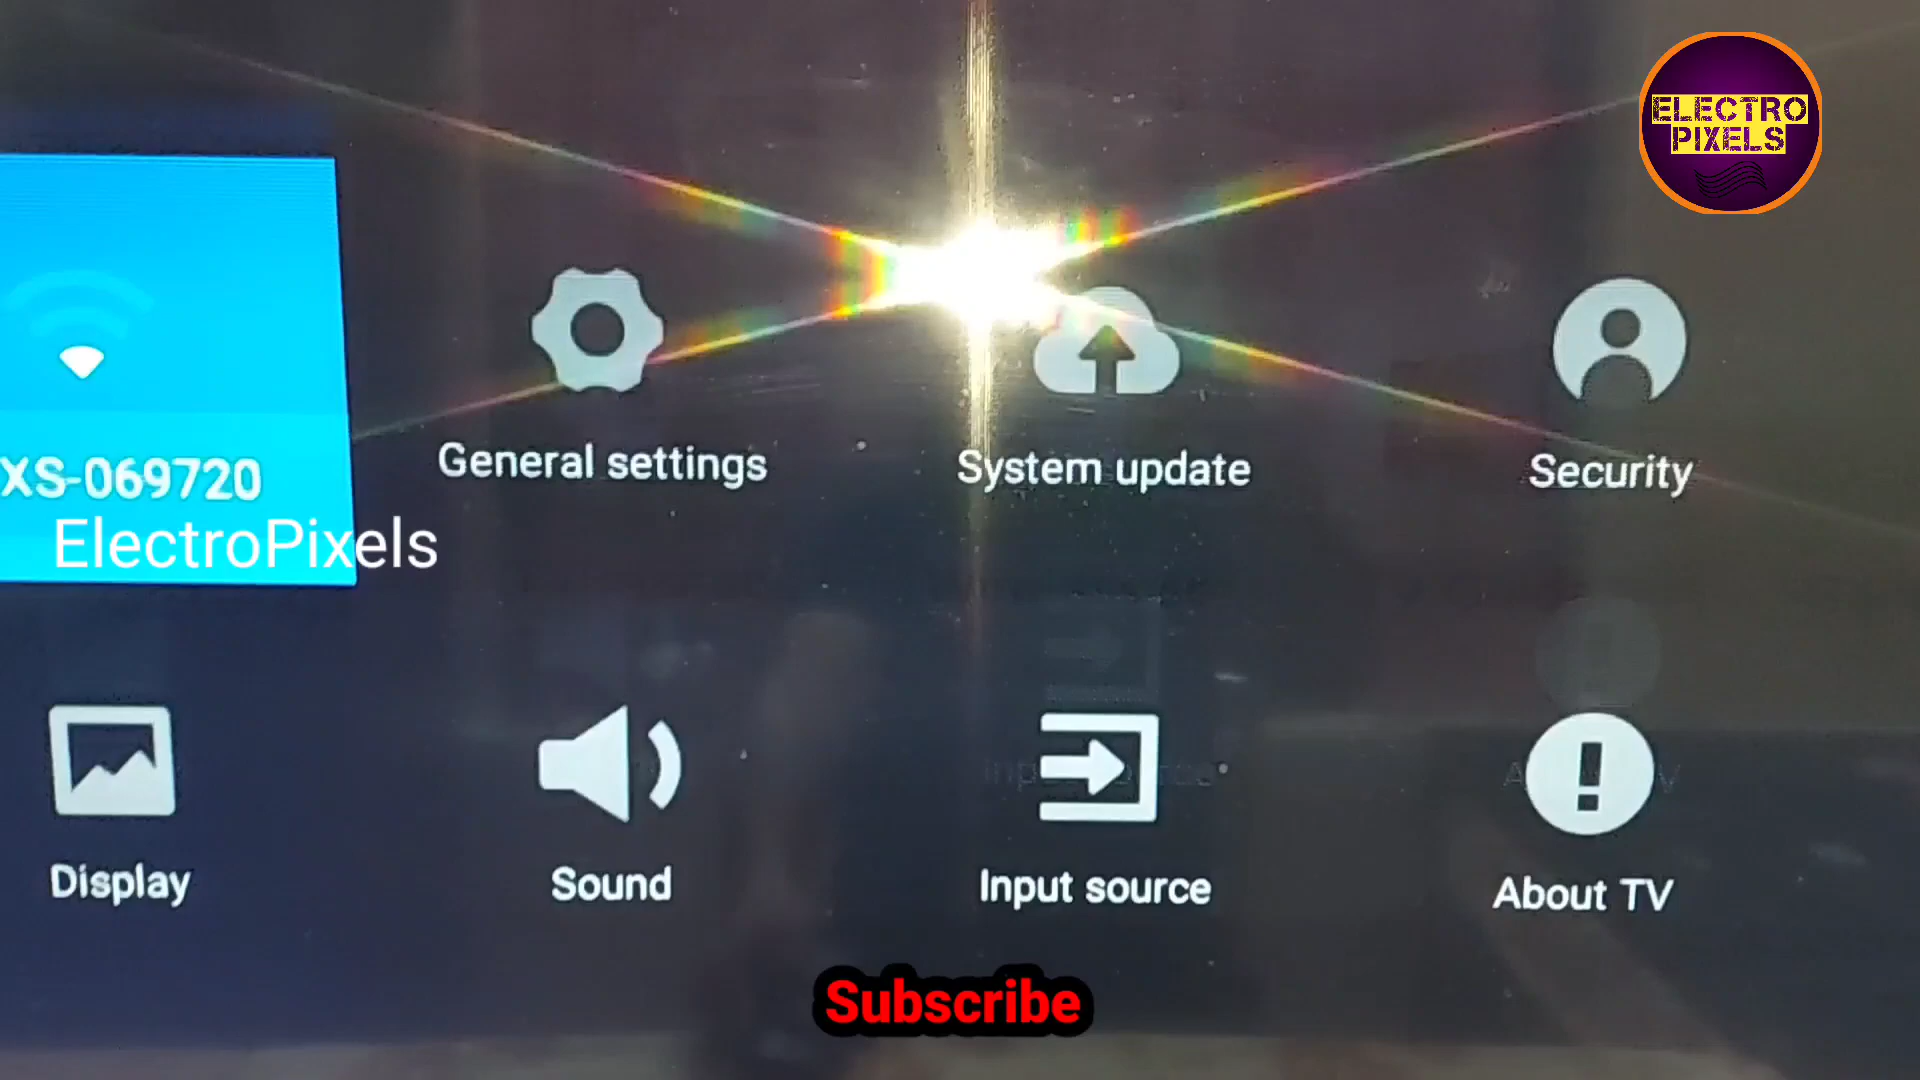 ELECTRO
PIXELS
General settings
System update
Security
XS-069720
ElectroPixels
Display
Sound
Input source
About TV
Subscribe